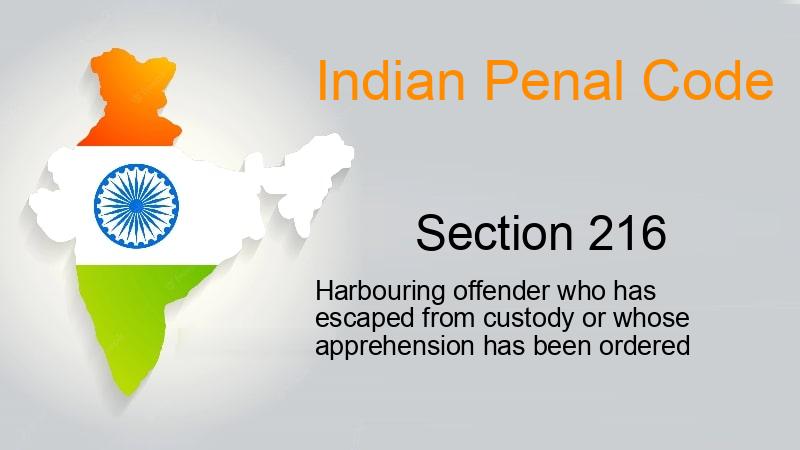 Indian Penal Code
Section 216
Harbouring offender who has
escaped from custody or whose
apprehension has been ordered